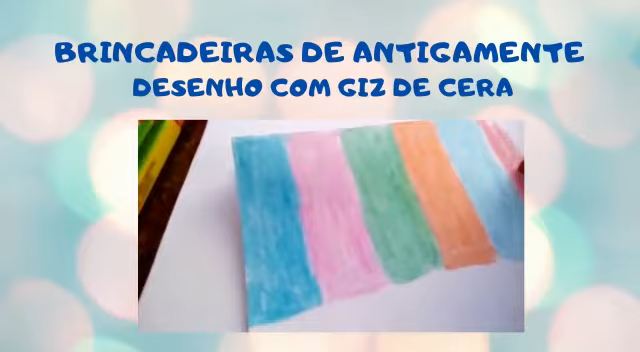 BRINCADEIRAS DE ANTIGAMENTE
DESENHO COM GIZ DE CERA